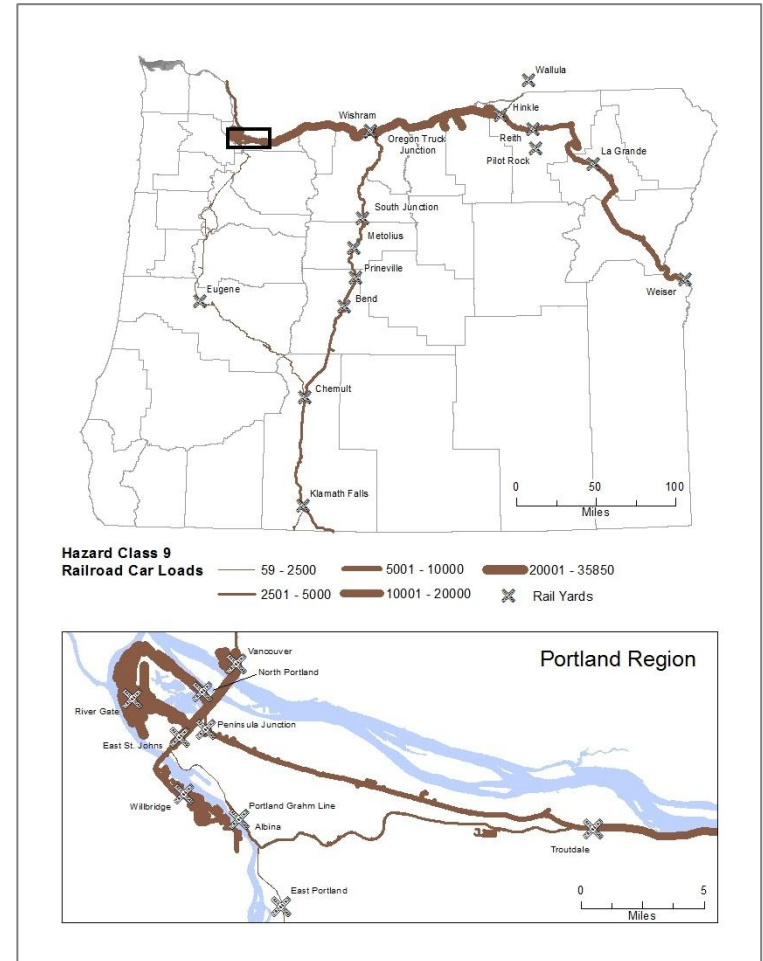 Wallula
Hinkle
Wishram
Oregon Truck
Junction
Reith
Pilot Rock
La Grande
South Junction
Metolius
Prineville
Eugene
Bend
Weiser
Chemult
Klamath Falls
0 50 100
Miles
Hazard Class 9
Railroad Car Loads
59 - 2500
5001 - 10000
20001 - 35850
2501 - 5000
10001 - 20000
Rail Yards
Portland Region
Vancouver
North Portland
River Gate
Peninsula Junction
East St. Johns
Willbridge
Portland Grahm Line
Albina
Troutdale
East Portland
0 5
Miles